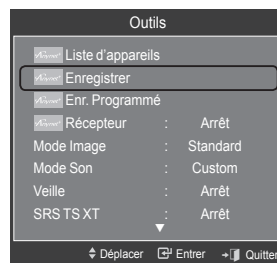 Outils
Liste d'appareils
Enregistrer
Enr. Programmé
Récepteur : Arrêt
Mode Image : Standard
Mode Son : Custom
Veille : Arrêt
SRS TS XT : Arrêt
Déplacer Entrer Quitter